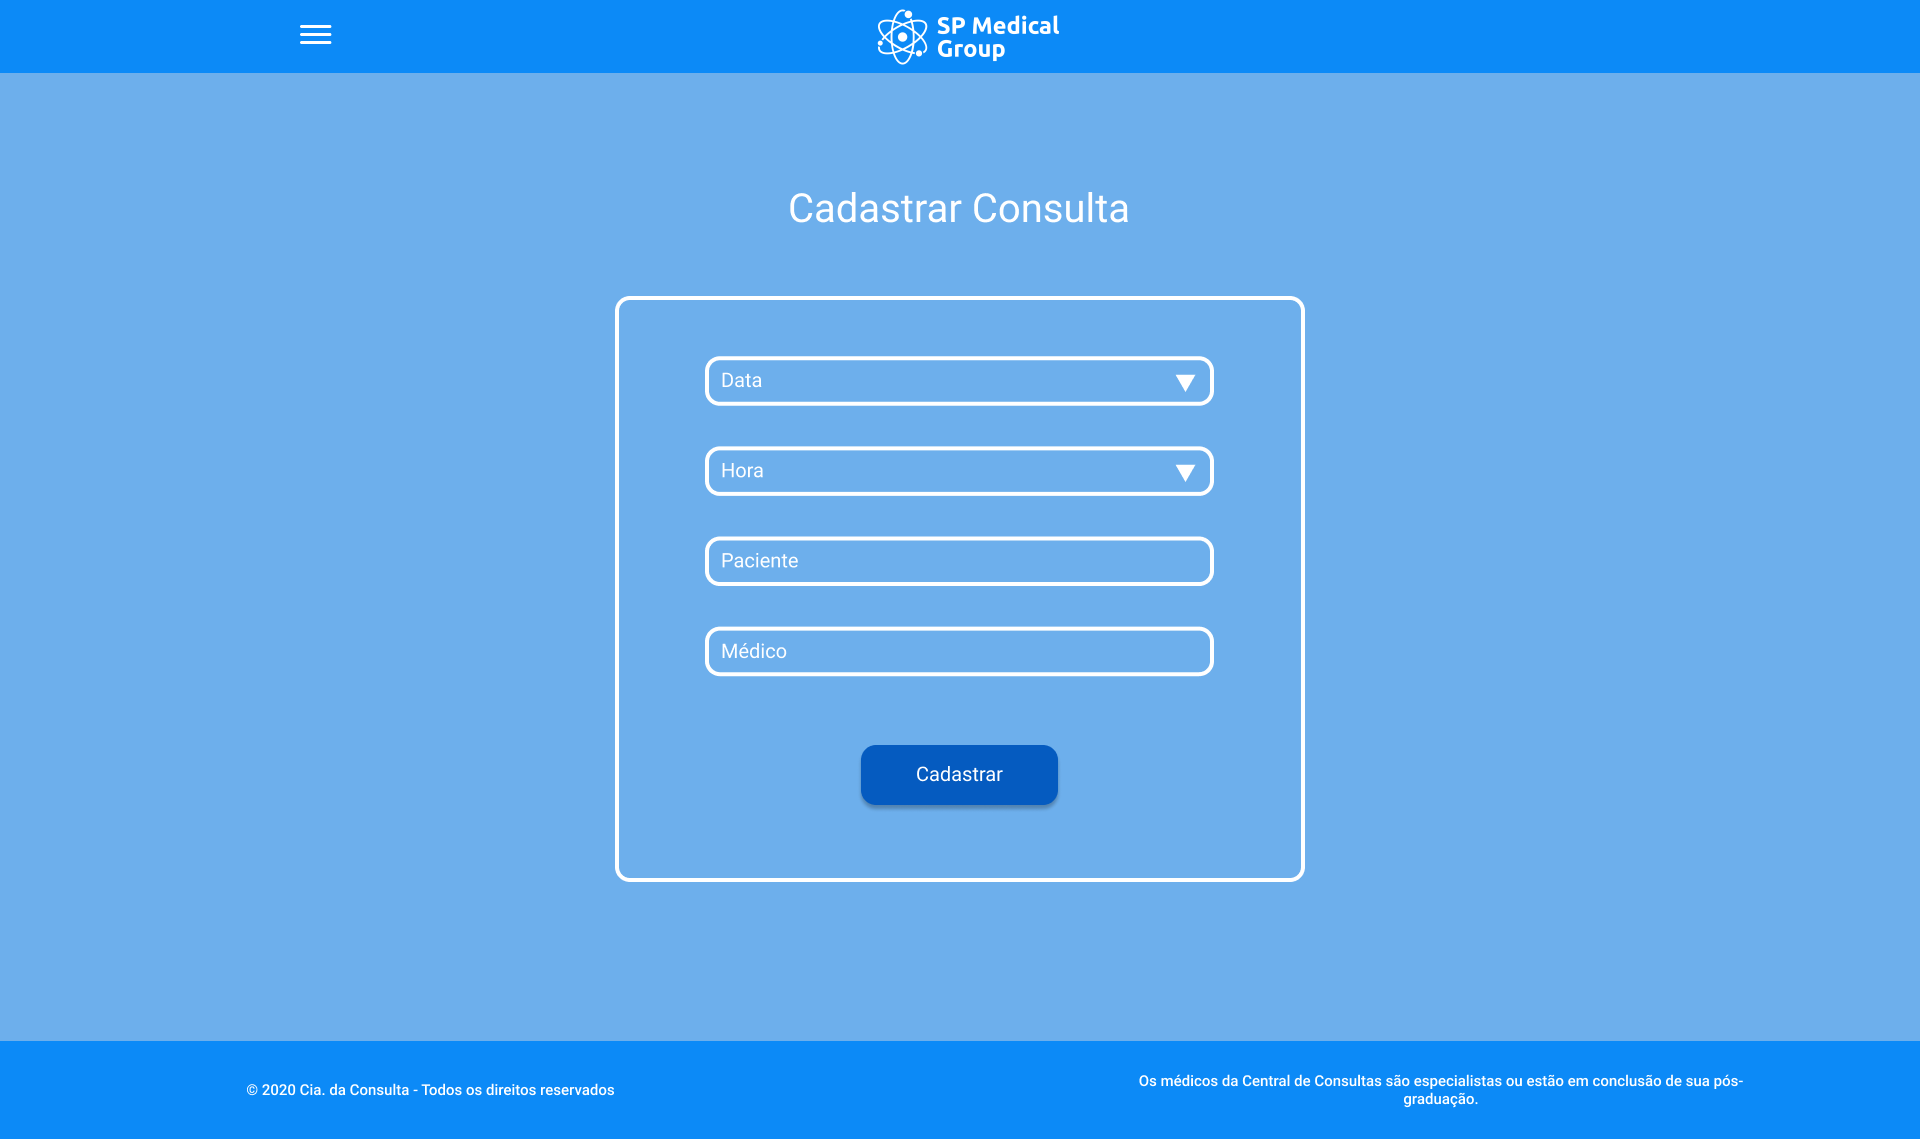 SP Medical
Group
Cadastrar Consulta
Data
Hora
Paciente
Médico
Cadastrar
© 2020 Cia. da Consulta - Todos os direitos reservados
Os médicos da Central de Consultas são especialistas ou estão em conclusão de sua pós-
graduação.